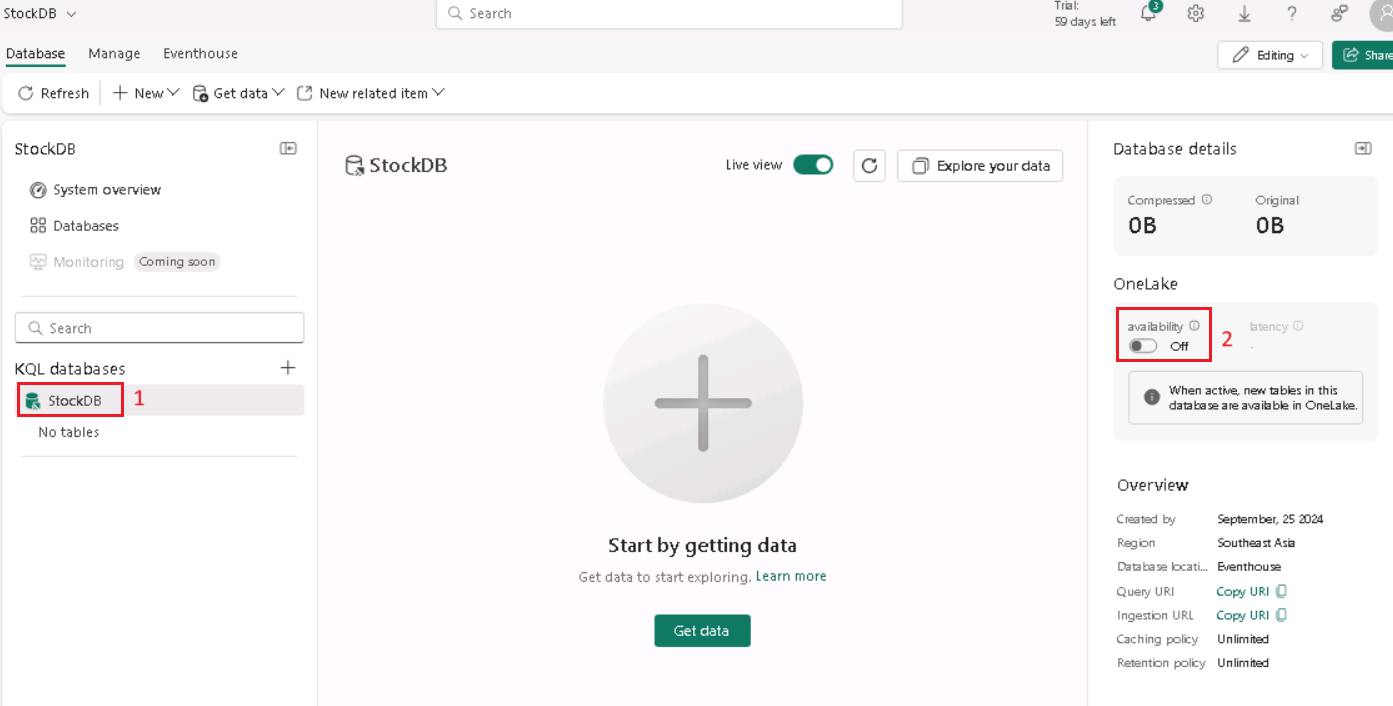 StockDB
Search
Trial:
59 days left
3
Database Manage Eventhouse
Editing
Share
Refresh New Get data New related item
StockDB
System overview
Databases
Monitoring Coming soon
Search
KQL databases
StockDB 1
No tables
StockDB
Live view
Explore your data
Start by getting data
Get data to start exploring. Learn more
Get data
Database details
Compressed Original
0B 0B
OneLake
availability latency
Off 2 -
When active, new tables in this
database are available in OneLake.
Overview
Created by September, 25 2024
Region Southeast Asia
Database locati... Eventhouse
Query URI Copy URI
Ingestion URL Copy URI
Caching policy Unlimited
Retention policy Unlimited